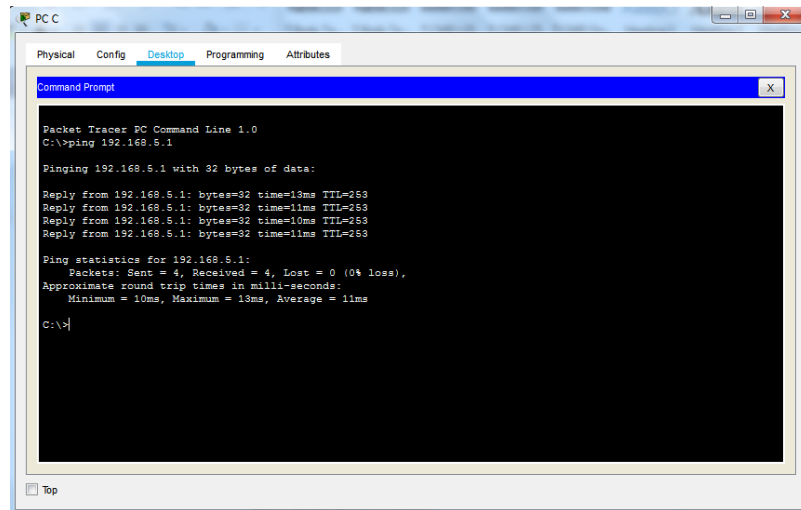 PC C
Physical Config Desktop Programming Attributes
Command Prompt
X
Packet Tracer PC Command Line 1.0
C:\>ping 192.168.5.1
Pinging 192.168.5.1 with 32 bytes of data:
Reply from 192.168.5.1: bytes=32 time=13ms TTL=253
Reply from 192.168.5.1: bytes=32 time=11ms TTL=253
Reply from 192.168.5.1: bytes=32 time=10ms TTL=253
Reply from 192.168.5.1: bytes=32 time=11ms TTL=253
Ping statistics for 192.168.5.1:
Packets: Sent = 4, Received = 4, Lost = 0 (0% loss),
Approximate round trip times in milli-seconds:
Minimum = 10ms, Maximum = 13ms, Average = 11ms
C:\>
Top